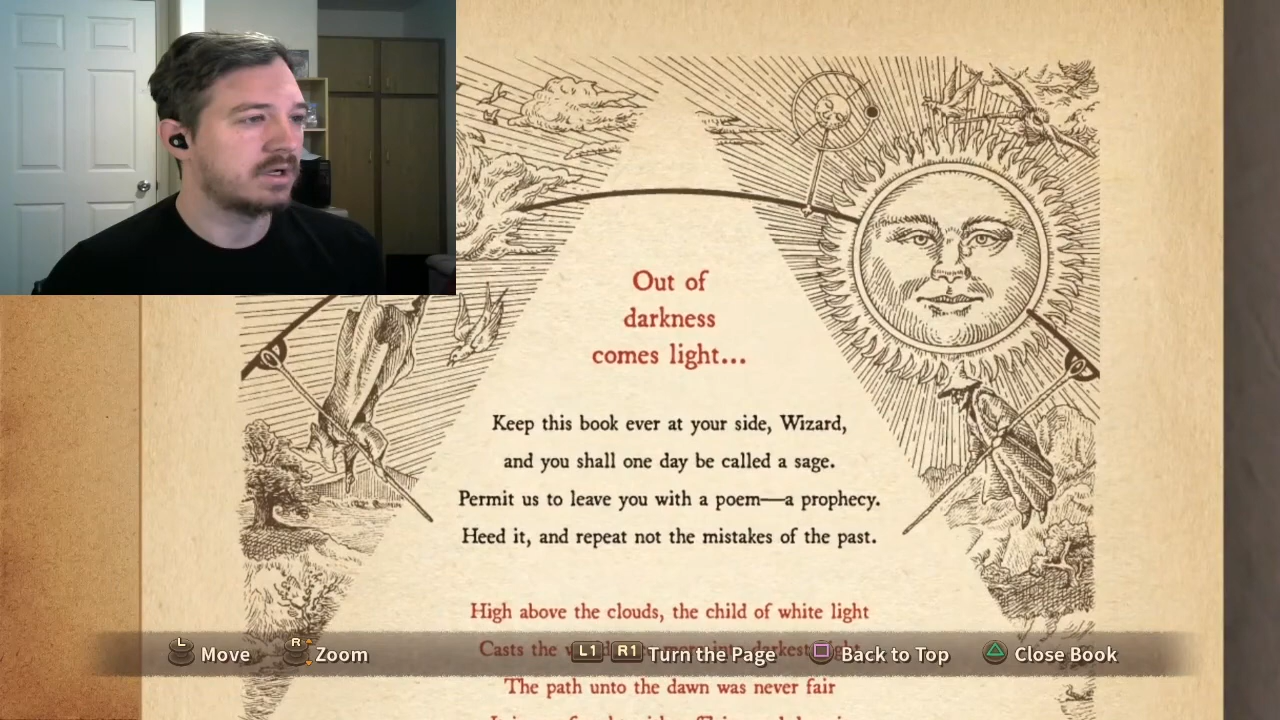 Out of
darkness
comes light...
Keep this book ever at your side, Wizard,
and you shall one day be called a sage.
Permit us to leave you with a poem—a prophecy.
Heed it, and repeat not the mistakes of the past.
High above the clouds, the child of white light
Casts the
The path unto the dawn was never fair
L Move R Zoom L1 R1 Turn the Page Back to Top Close Book